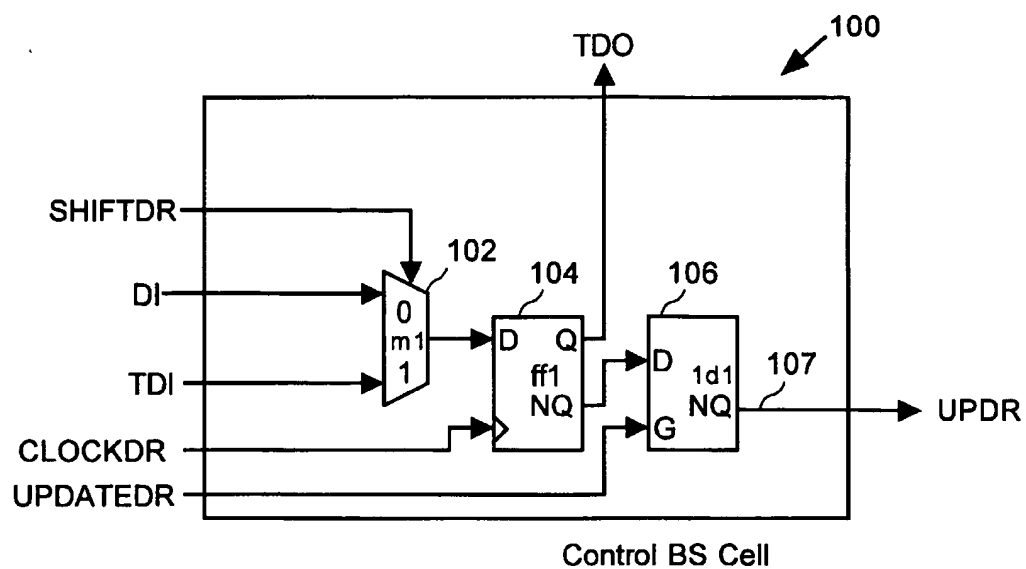 100
TDO
SHIFTDR
102
DI
0
104
106
m1
D Q
D
1d1
107
TDI
1
ff1
NQ
NQ
UPDR
CLOCKDR
G
UPDATEDR
Control BS Cell